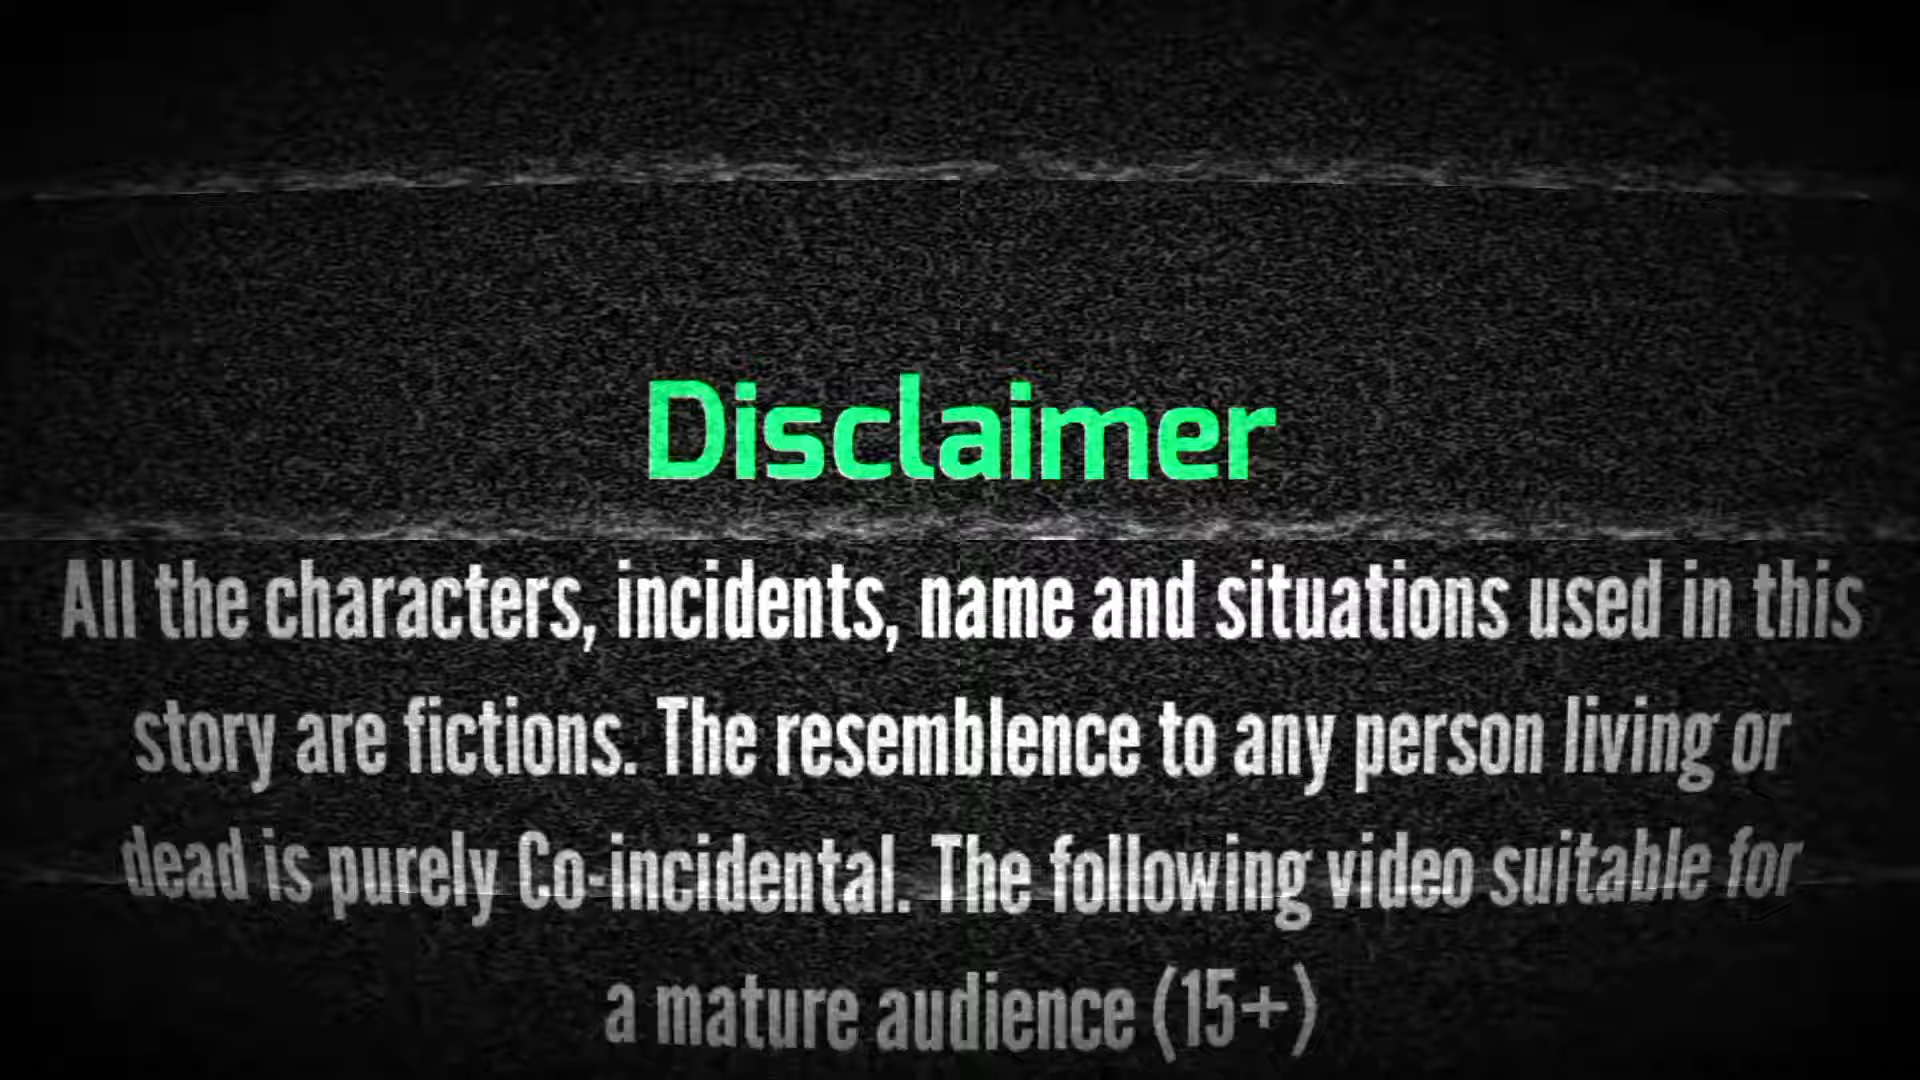 Disclaimer
All the characters, incidents, name and situations used in this
story are fictions. The resemblence to any person living or
dead is purely Co-incidental. The following video suitable for
a mature audience (15+)